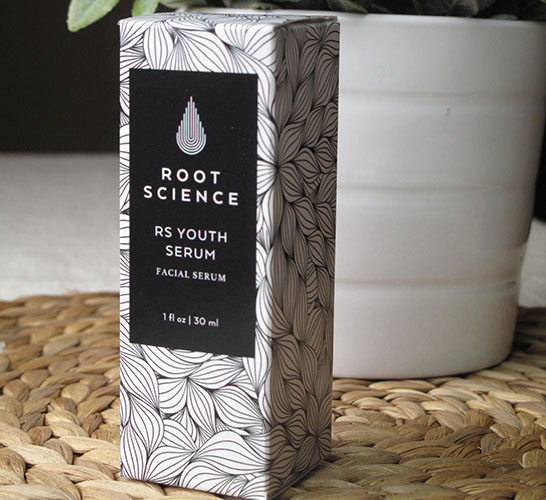 ROOT
SCIENCE
RS YOUTH
SERUM
FACIAL SERUM
1 fl oz | 30 ml